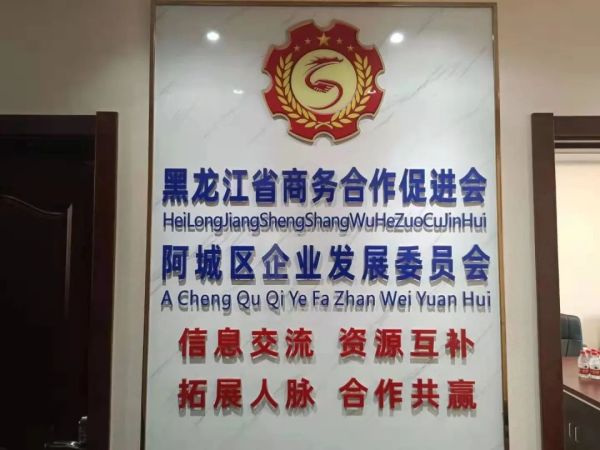 黑龙江省商务合作促进会
HeiLongJiangShengShangWuHeZuoCuJinHui
阿城区企业发展委员会
A Cheng Qu Qi Ye Fa Zhan Wei Yuan Hui
信息交流 资源互补
拓展人脉 合作共赢